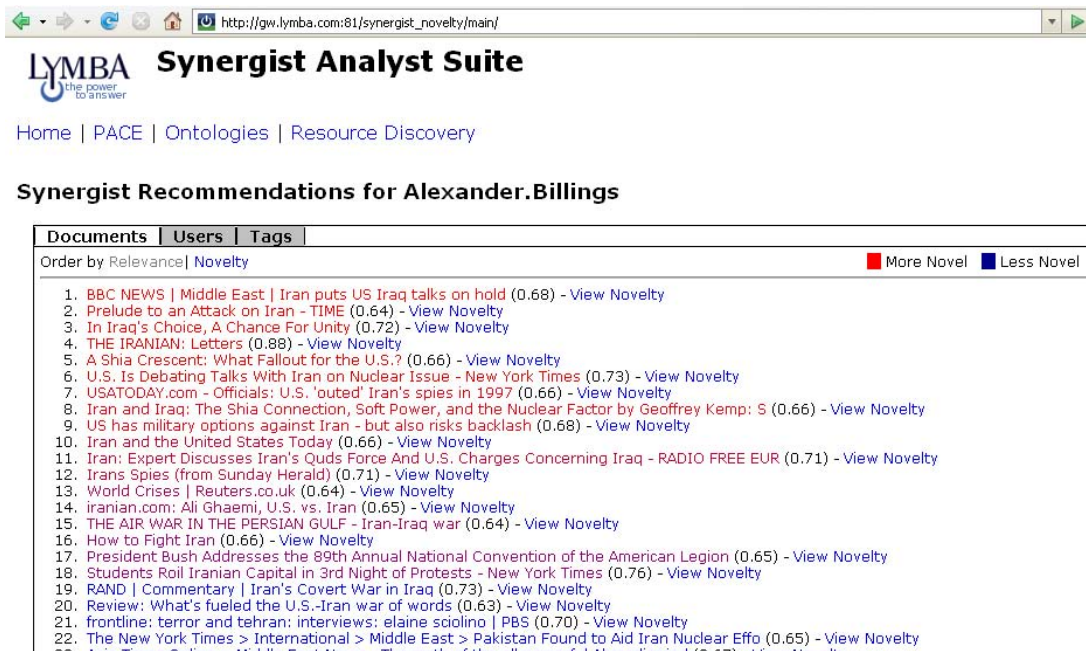 http://gw.lymba.com:81/synergist_novelty/main/
LYMBA
the power
to answer
Synergist Analyst Suite
Home | PACE | Ontologies | Resource Discovery
Synergist Recommendations for Alexander.Billings
Documents | Users | Tags |
Order by Relevance| Novelty More Novel Less Novel
1. BBC NEWS | Middle East | Iran puts US Iraq talks on hold (0.68) - View Novelty
2. Prelude to an Attack on Iran - TIME (0.64) - View Novelty
3. In Iraq's Choice, A Chance For Unity (0.72) - View Novelty
4. THE IRANIAN: Letters (0.88) - View Novelty
5. A Shia Crescent: What Fallout for the U.S.? (0.66) - View Novelty
6. U.S. Is Debating Talks With Iran on Nuclear Issue - New York Times (0.73) - View Novelty
7. USATODAY.com - Officials: U.S. 'outed' Iran's spies in 1997 (0.66) - View Novelty
8. Iran and Iraq: The Shia Connection, Soft Power, and the Nuclear Factor by Geoffrey Kemp: S (0.66) - View Novelty
9. US has military options against Iran - but also risks backlash (0.68) - View Novelty
10. Iran and the United States Today (0.66) - View Novelty
11. Iran: Expert Discusses Iran's Quds Force And U.S. Charges Concerning Iraq - RADIO FREE EUR (0.71) - View Novelty
12. Irans Spies (from Sunday Herald) (0.71) - View Novelty
13. World Crises | Reuters.co.uk (0.64) - View Novelty
14. iranian.com: Ali Ghaemi, U.S. vs. Iran (0.65) - View Novelty
15. THE AIR WAR IN THE PERSIAN GULF - Iran-Iraq war (0.64) - View Novelty
16. How to Fight Iran (0.66) - View Novelty
17. President Bush Addresses the 89th Annual National Convention of the American Legion (0.65) - View Novelty
18. Students Roil Iranian Capital in 3rd Night of Protests - New York Times (0.76) - View Novelty
19. RAND | Commentary | Iran's Covert War in Iraq (0.73) - View Novelty
20. Review: What's fueled the U.S.-Iran war of words (0.63) - View Novelty
21. frontline: terror and tehran: interviews: elaine sciolino | PBS (0.70) - View Novelty
22. The New York Times > International > Middle East > Pakistan Found to Aid Iran Nuclear Effo (0.65) - View Novelty